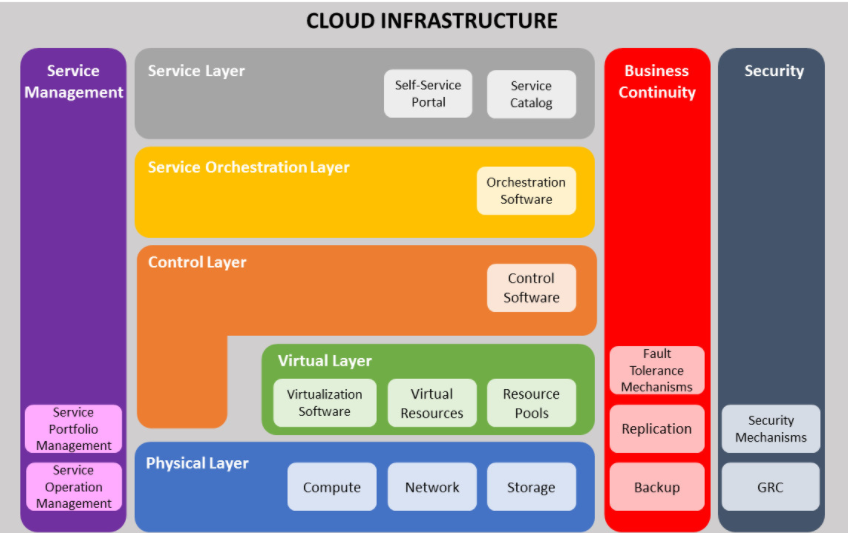 CLOUD INFRASTRUCTURE
Service
Management
Service
Portfolio
Management
Service
Operation
Management
Service Layer
Self-Service
Portal
Service
Catalog
Service Orchestration Layer
Orchestration
Software
Control Layer
Control
Software
Virtual Layer
Virtualization
Software
Virtual
Resources
Resource
Pools
Physical Layer
Compute
Network
Storage
Business
Continuity
Fault
Tolerance
Mechanisms
Replication
Backup
Security
Security
Mechanisms
GRC